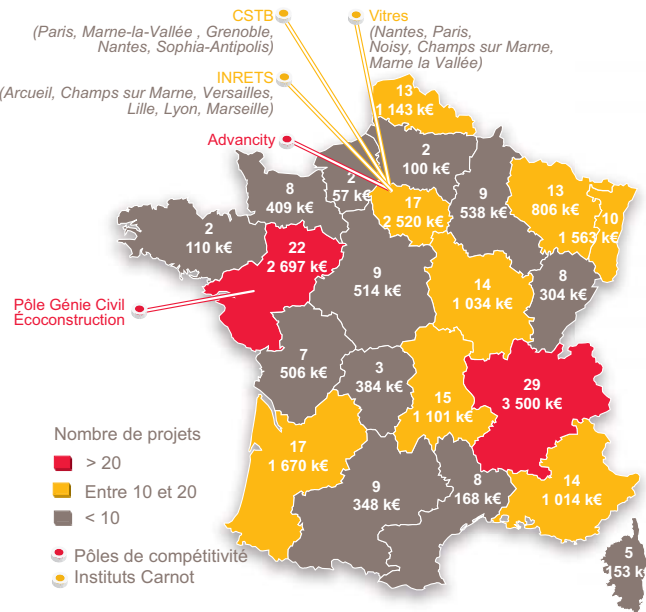 CSTB
(Paris, Marne-la-Vallée , Grenoble,
Nantes, Sophia-Antipolis)
Vitres
(Nantes, Paris,
Noisy, Champs sur Marne,
Marne la Vallée)
INRETS
(Arcueil, Champs sur Marne, Versailles,
Lille, Lyon, Marseille)
Advancity
13
1 143 k€
2
100 k€
2
57 k€
8
409 k€
17
2 520 k€
9
538 k€
13
806 k€
10
1 563 k€
2
110 k€
22
2 697 k€
9
514 k€
14
1 034 k€
8
304 k€
Pôle Génie Civil
Écoconstruction
7
506 k€
3
384 k€
15
1 101 k€
29
3 500 k€
17
1 670 k€
9
348 k€
8
168 k€
14
1 014 k€
5
153 k€
Nombre de projets
> 20
Entre 10 et 20
< 10
Pôles de compétivité
Instituts Carnot